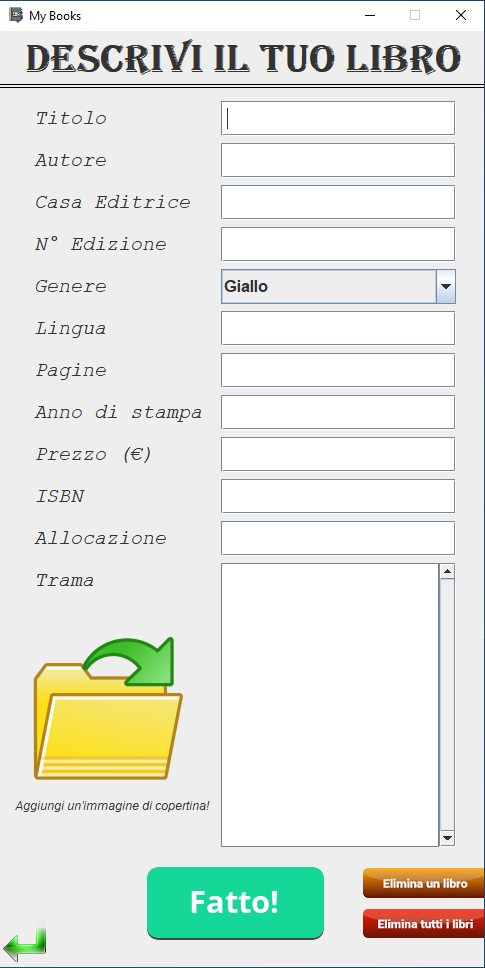 My Books
DESCRIVI IL TUO LIBRO
Titolo
Autore
Casa Editrice
N° Edizione
Genere Giallo
Lingua
Pagine
Anno di stampa
Prezzo (€)
ISBN
Allocazione
Trama
Aggiungi un'immagine di copertina!
Fatto!
Elimina un libro
Elimina tutti i libri